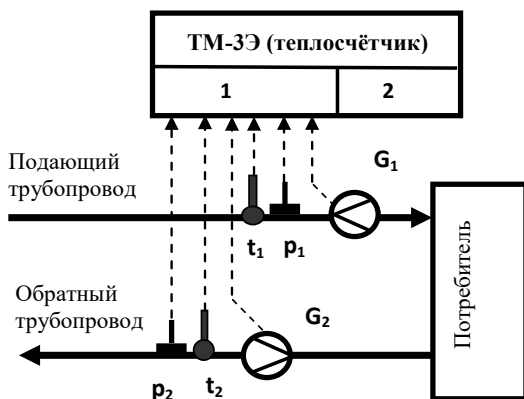 ТМ-3Э (теплосчётчик)
1 2
G₁
Подающий
трубопровод
t₁ p₁
Потребитель
Обратный
трубопровод
G₂
p₂ t₂